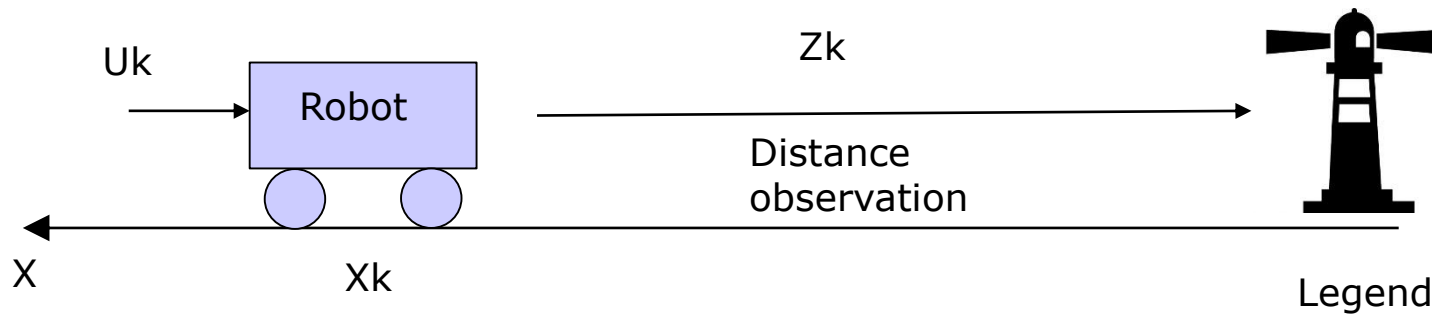 Uk
Zk
Robot
Distance
observation
X
Xk
Legend